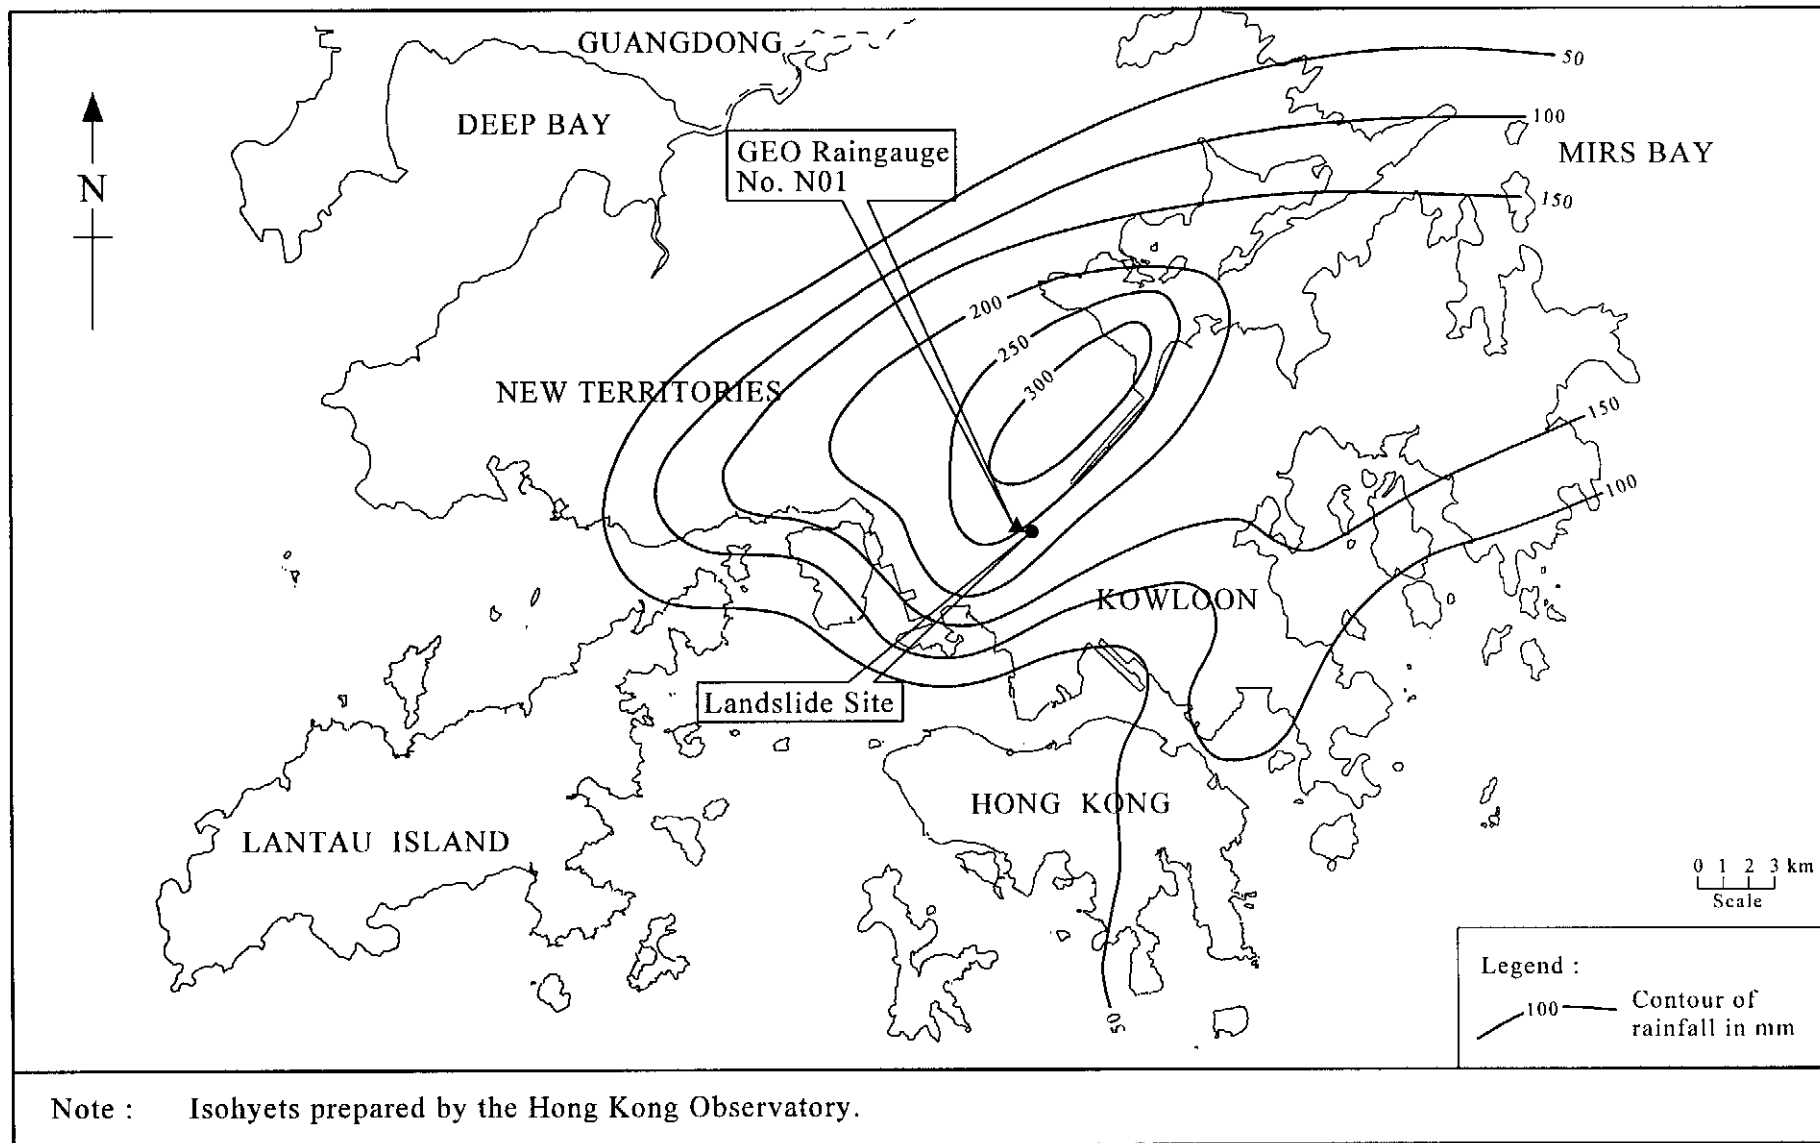 GUANGDONG
50
DEEP BAY
100
GEO Raingauge
No. N01
MIRS BAY
N
150
200
250
300
NEW TERRITORIES
150
100
KOWLOON
Landslide Site
HONG KONG
LANTAU ISLAND
0 1 2 3 km
Scale
Legend :
100
Contour of
rainfall in mm
50
Note : Isohyets prepared by the Hong Kong Observatory.